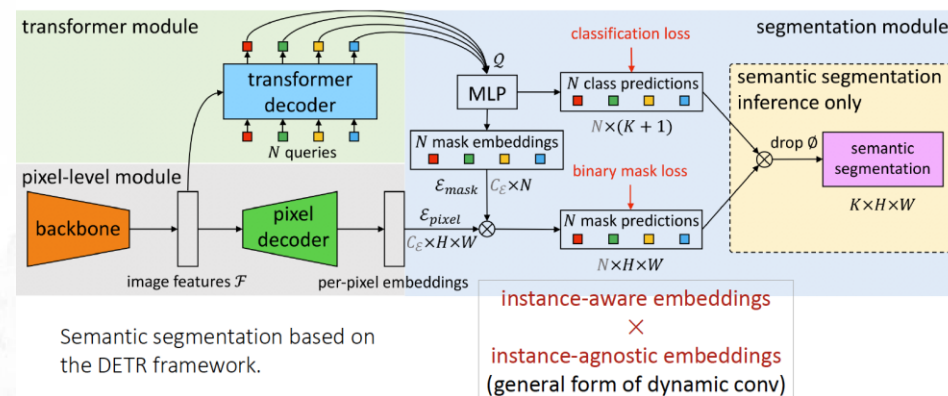 transformer module
segmentation module
classification loss
Q
transformer
decoder
MLP
N class predictions
N×(K + 1)
semantic segmentation
inference only
drop Ø
semantic
segmentation
K×H×W
N queries
N mask embeddings
ℰmask
Cℰ×N
binary mask loss
pixel-level module
backbone
pixel
decoder
ℰpixel
Cℰ×H×W
N mask predictions
N×H×W
image features ℱ
per-pixel embeddings
instance-aware embeddings
×
instance-agnostic embeddings
(general form of dynamic conv)
Semantic segmentation based on
the DETR framework.